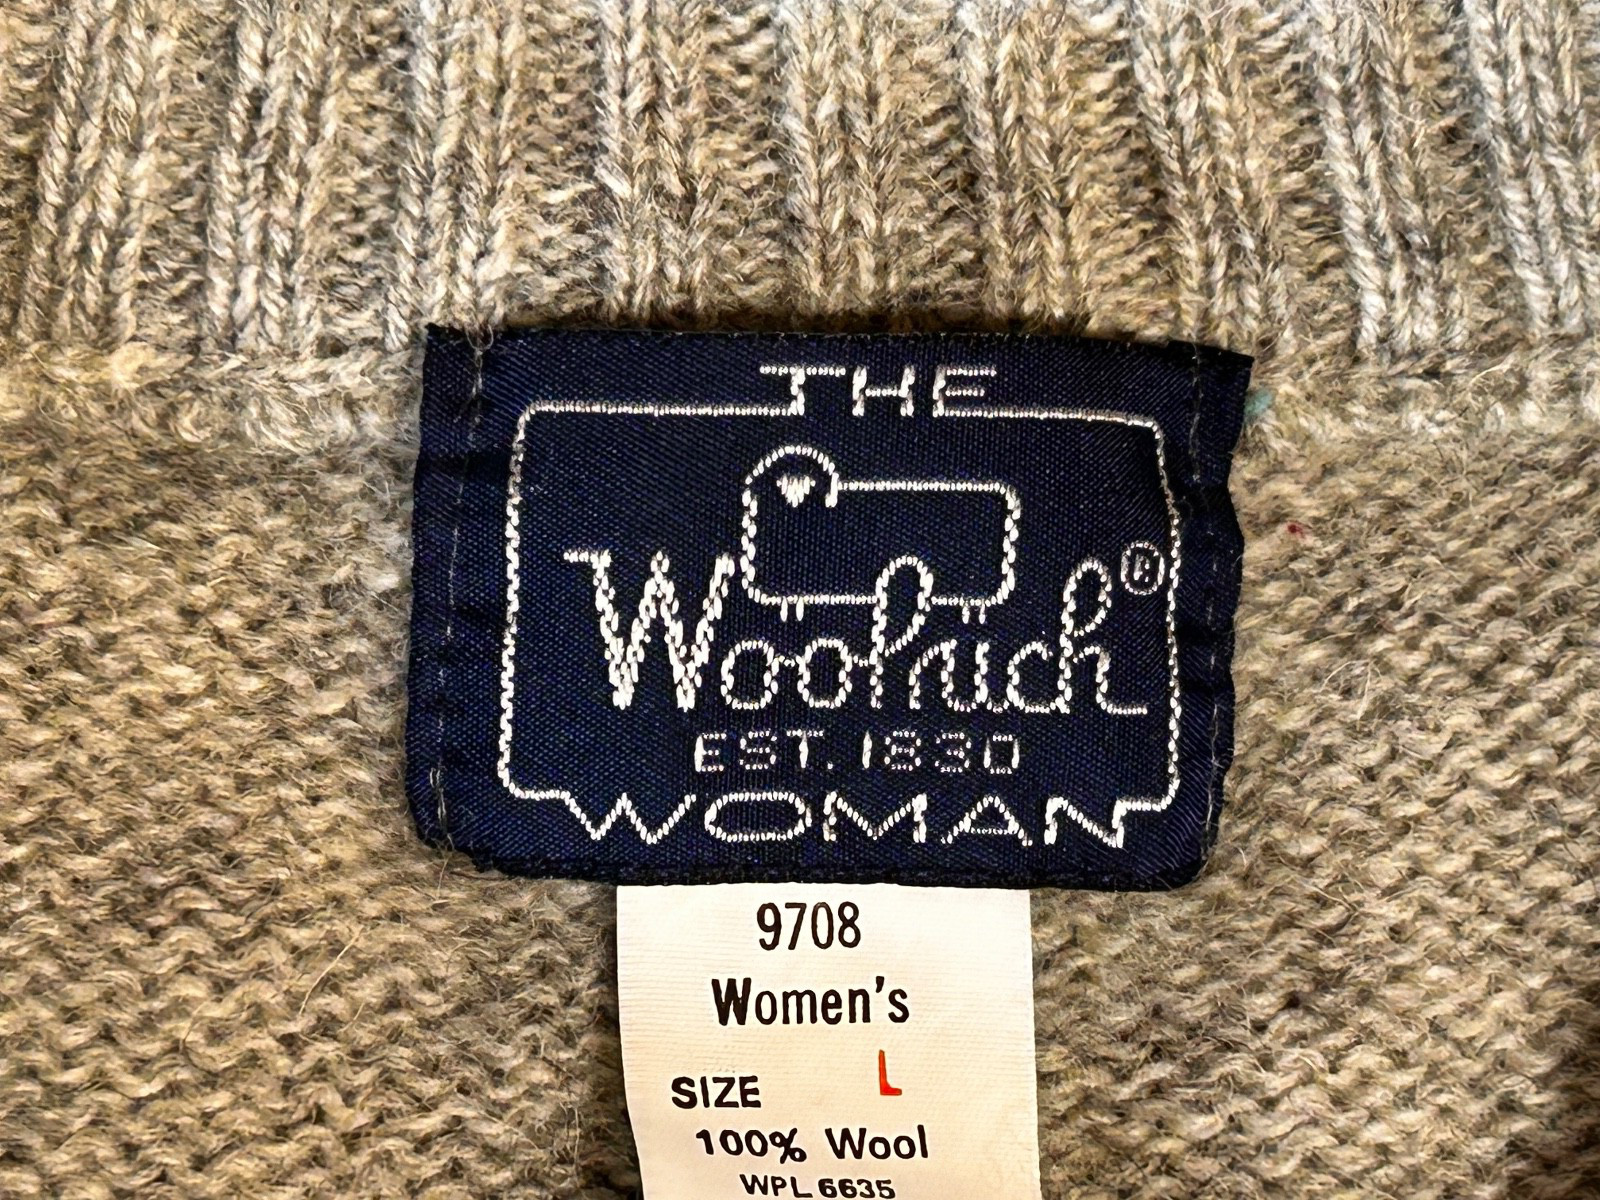 THE
Woolrich®
EST. 1830
WOMAN
9708
Women's
SIZE L
100% Wool
WPL 6635